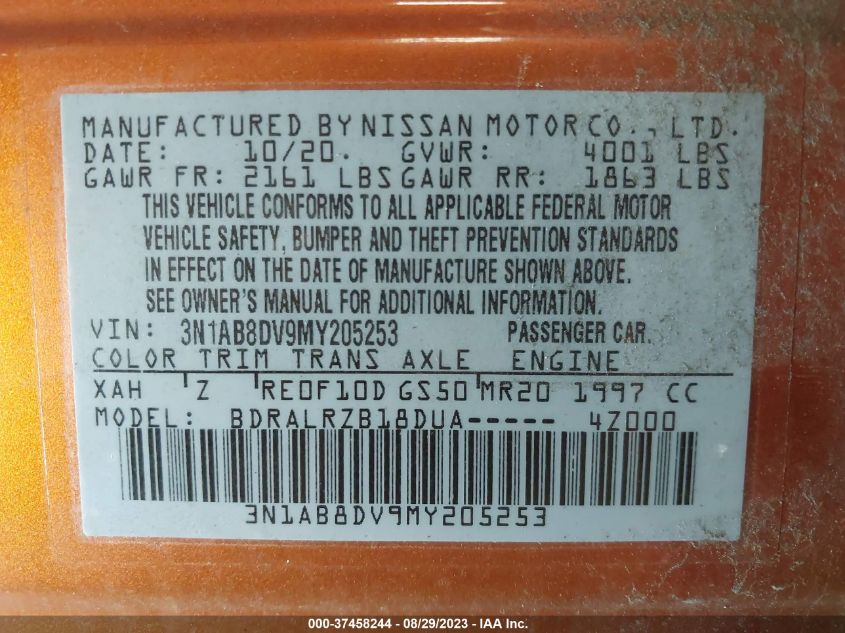 MANUFACTURED BY NISSAN MOTOR CO., LTD.
DATE: 10/20. GVWR: 4001 LBS
GAWR FR: 2161 LBS GAWR RR: 1863 LBS
THIS VEHICLE CONFORMS TO ALL APPLICABLE FEDERAL MOTOR
VEHICLE SAFETY, BUMPER AND THEFT PREVENTION STANDARDS
IN EFFECT ON THE DATE OF MANUFACTURE SHOWN ABOVE.
SEE OWNER'S MANUAL FOR ADDITIONAL INFORMATION.
VIN: 3N1AB8DV9MY205253 PASSENGER CAR.
COLOR TRIM TRANS AXLE ENGINE
XAH Z RE0F10D GS50 MR20 1997 CC
MODEL: BDRALRZB18DUA----- 4Z000
3N1AB8DV9MY205253
000-37458244 - 08/29/2023 - IAA Inc.